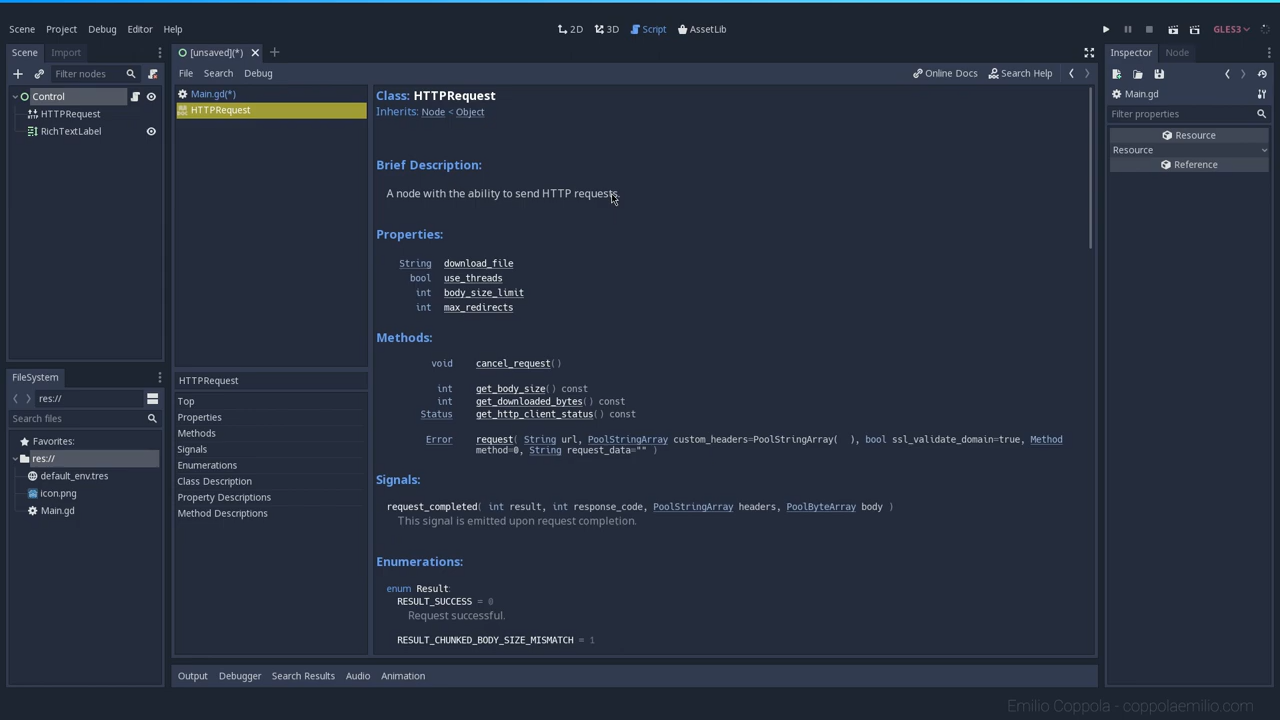 Scene Project Debug Editor Help
2D 3D Script AssetLib
GLES3
Scene Import
Filter nodes
Control
HTTPRequest
RichTextLabel
FileSystem
res://
Search files
Favorites:
res://
default_env.tres
icon.png
Main.gd
[unsaved](*)
File Search Debug
Online Docs Search Help
Main.gd(*)
HTTPRequest
HTTPRequest
Top
Properties
Methods
Signals
Enumerations
Class Description
Property Descriptions
Method Descriptions
Class: HTTPRequest
Inherits: Node < Object
Brief Description:
A node with the ability to send HTTP requests.
Properties:
String download_file
bool use_threads
int body_size_limit
int max_redirects
Methods:
void cancel_request()
int get_body_size() const
int get_downloaded_bytes() const
Status get_http_client_status() const
Error request( String url, PoolStringArray custom_headers=PoolStringArray( ), bool ssl_validate_domain=true, Method
method=0, String request_data="" )
Signals:
request_completed( int result, int response_code, PoolStringArray headers, PoolByteArray body )
This signal is emitted upon request completion.
Enumerations:
enum Result:
RESULT_SUCCESS = 0
Request successful.
RESULT_CHUNKED_BODY_SIZE_MISMATCH = 1
Output Debugger Search Results Audio Animation
Inspector Node
Main.gd
Filter properties
Resource
Resource
Reference
Emilio Coppola - coppolaemilio.com